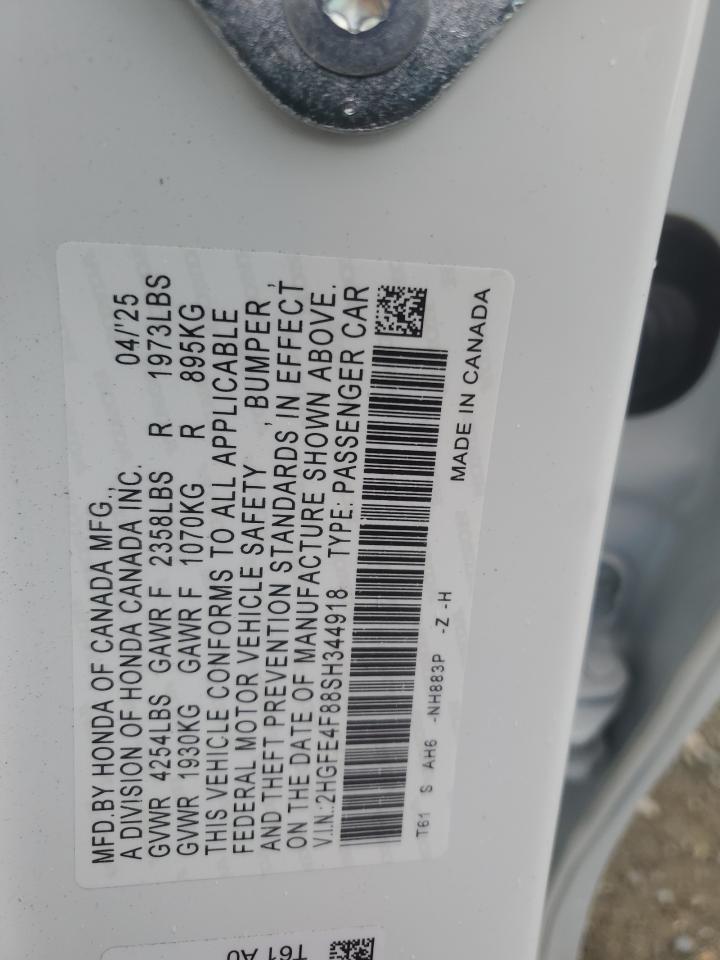 MFD.BY HONDA OF CANADA MFG.,
A DIVISION OF HONDA CANADA INC. 04/'25
GVWR 4254LBS GAWR F 2358LBS R 1973LBS
GVWR 1930KG GAWR F 1070KG R 895KG
THIS VEHICLE CONFORMS TO ALL APPLICABLE
FEDERAL MOTOR VEHICLE SAFETY , BUMPER ,
AND THEFT PREVENTION STANDARDS IN EFFECT
ON THE DATE OF MANUFACTURE SHOWN ABOVE.
V.I.N.:2HGFE4F88SH344918 TYPE: PASSENGER CAR
T61 S AH6 -NH883P -Z -H
MADE IN CANADA